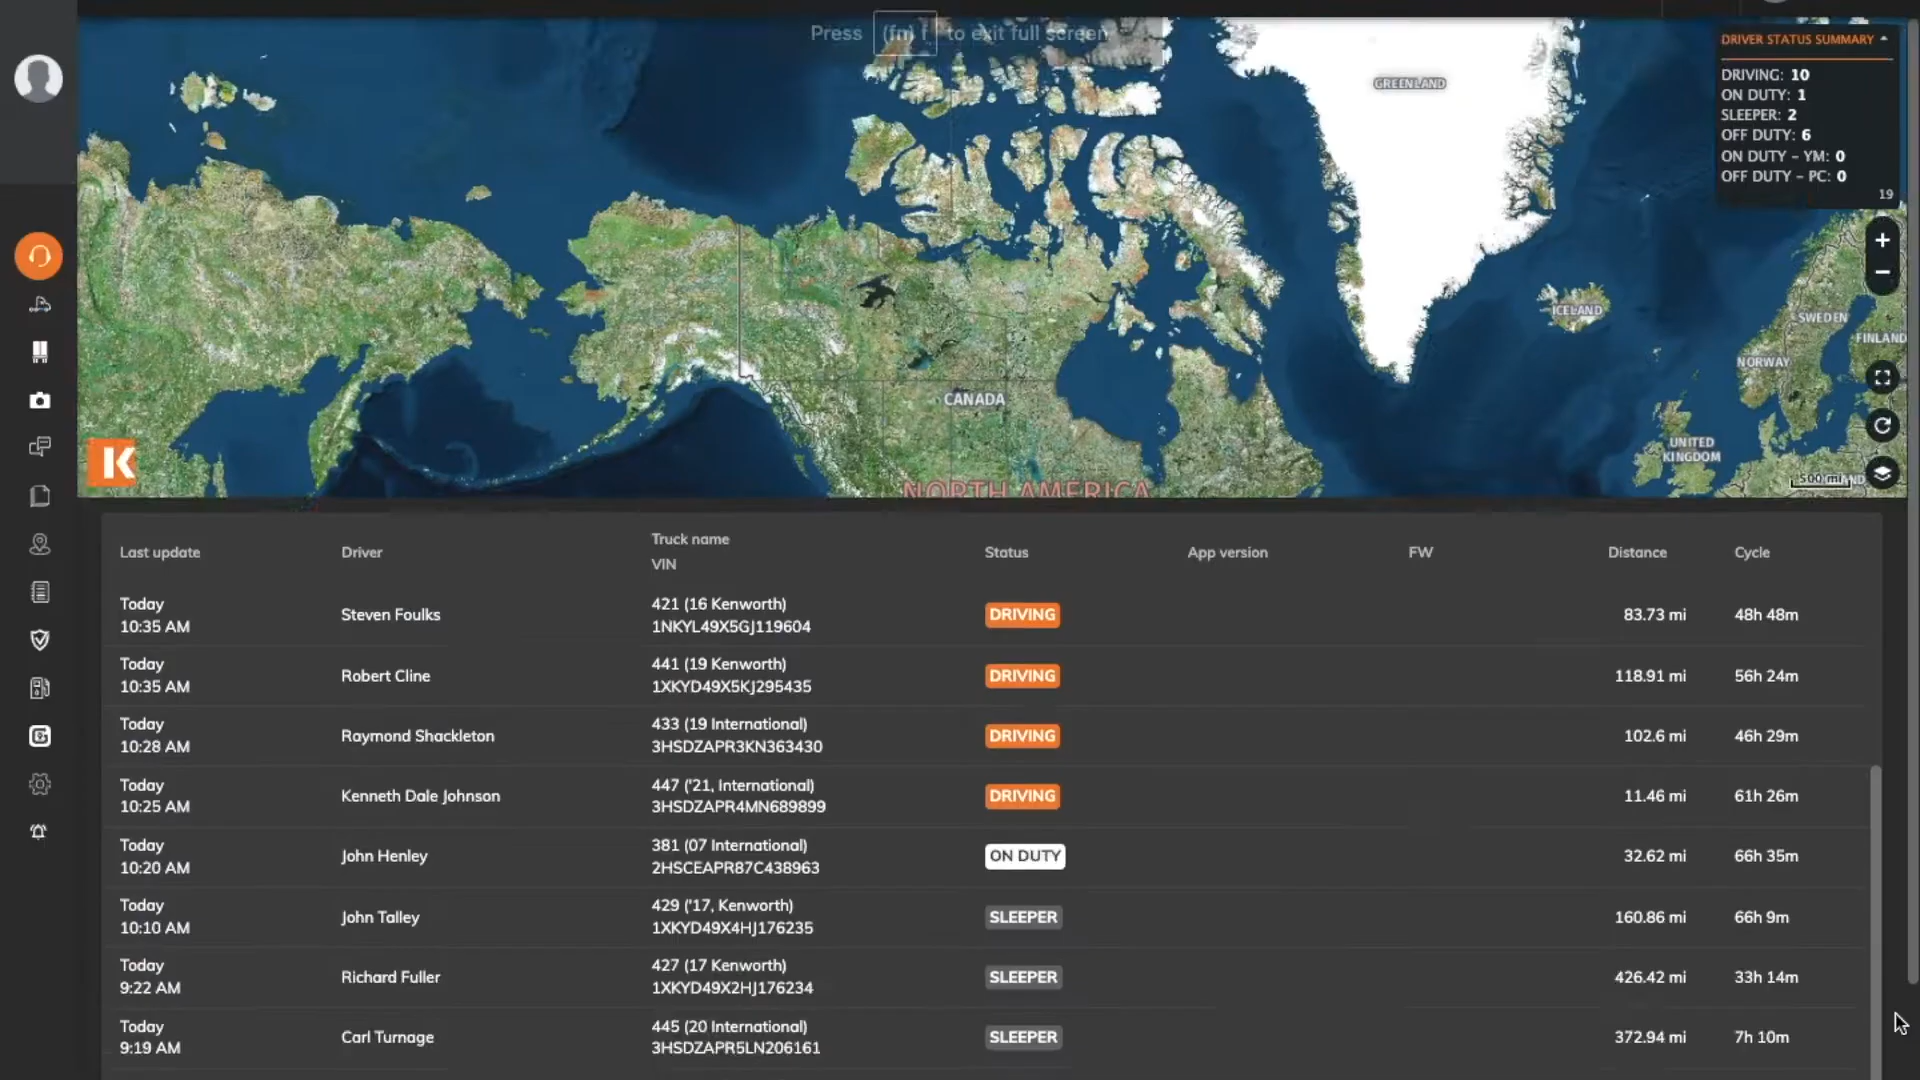 Press (fn) f to exit full screen
DRIVER STATUS SUMMARY
DRIVING: 10
ON DUTY: 1
SLEEPER: 2
OFF DUTY: 6
ON DUTY - YM: 0
OFF DUTY - PC: 0
19
GREENLAND
ICELAND
SWEDEN
FINLAND
NORWAY
CANADA
UNITED
KINGDOM
NORTH AMERICA
500 mi
K
Last update Driver Truck name VIN Status App version FW Distance Cycle
Today 10:35 AM Steven Foulks 421 (16 Kenworth) 1NKYL49X5GJ119604 DRIVING 83.73 mi 48h 48m
Today 10:35 AM Robert Cline 441 (19 Kenworth) 1XKYD49X5KJ295435 DRIVING 118.91 mi 56h 24m
Today 10:28 AM Raymond Shackleton 433 (19 International) 3HSDZAPR3KN363430 DRIVING 102.6 mi 46h 29m
Today 10:25 AM Kenneth Dale Johnson 447 ('21, International) 3HSDZAPR4MN689899 DRIVING 11.46 mi 61h 26m
Today 10:20 AM John Henley 381 (07 International) 2HSCEAPR87C438963 ON DUTY 32.62 mi 66h 35m
Today 10:10 AM John Talley 429 ('17, Kenworth) 1XKYD49X4HJ176235 SLEEPER 160.86 mi 66h 9m
Today 9:22 AM Richard Fuller 427 (17 Kenworth) 1XKYD49X2HJ176234 SLEEPER 426.42 mi 33h 14m
Today 9:19 AM Carl Turnage 445 (20 International) 3HSDZAPR5LN206161 SLEEPER 372.94 mi 7h 10m